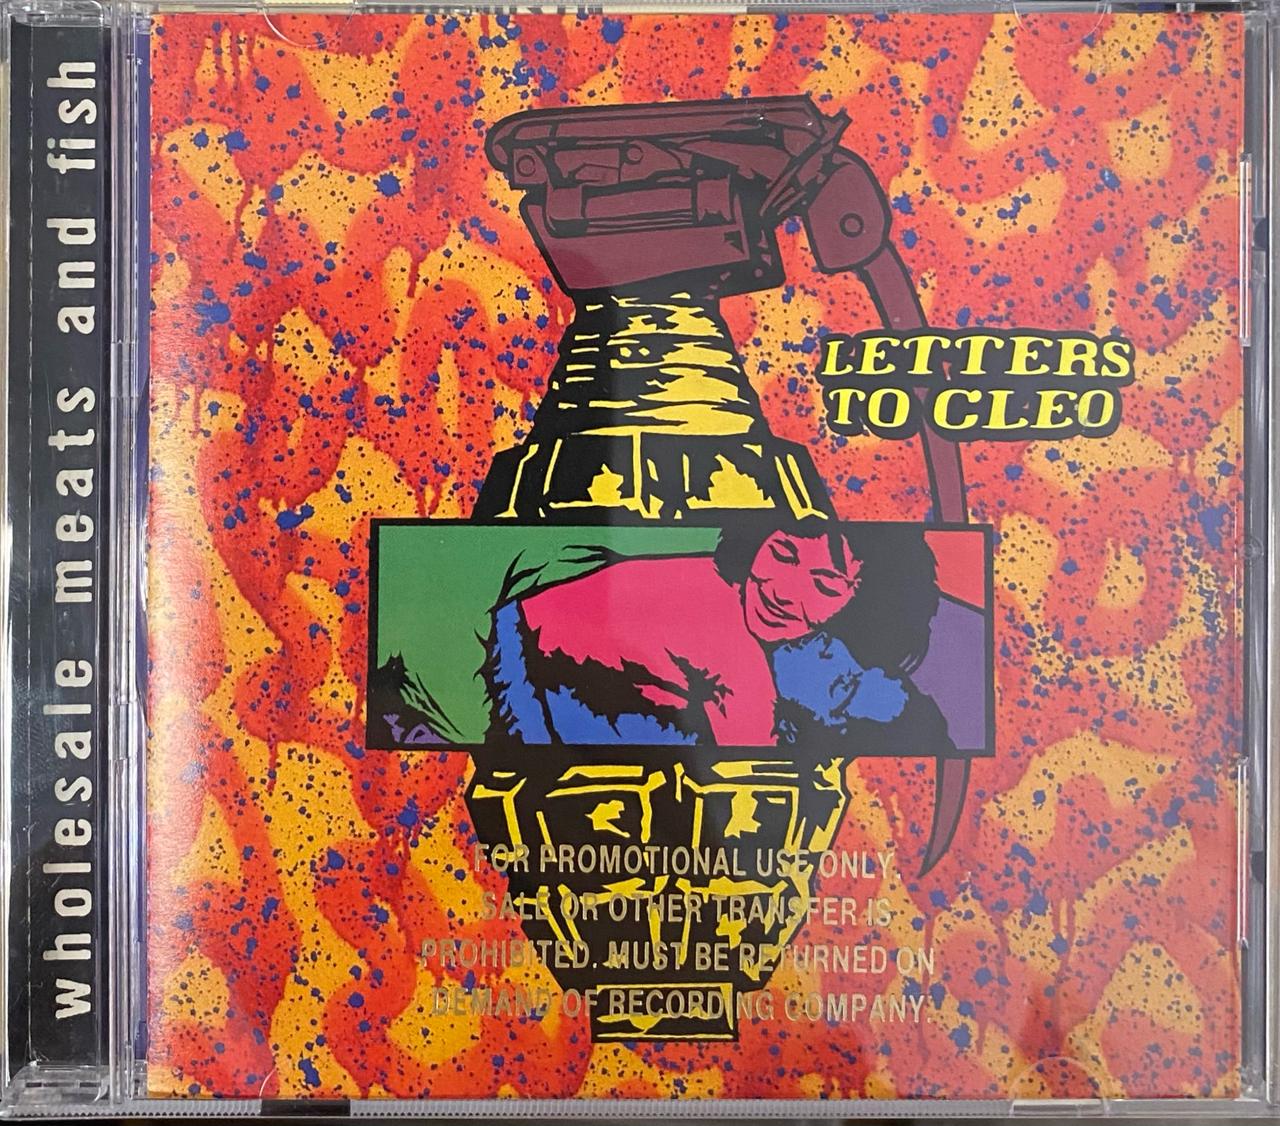 wholesale meats and fish
LETTERS
TO CLEO
FOR PROMOTIONAL USE ONLY.
SALE OR OTHER TRANSFER IS
PROHIBITED. MUST BE RETURNED ON
DEMAND OF RECORDING COMPANY.